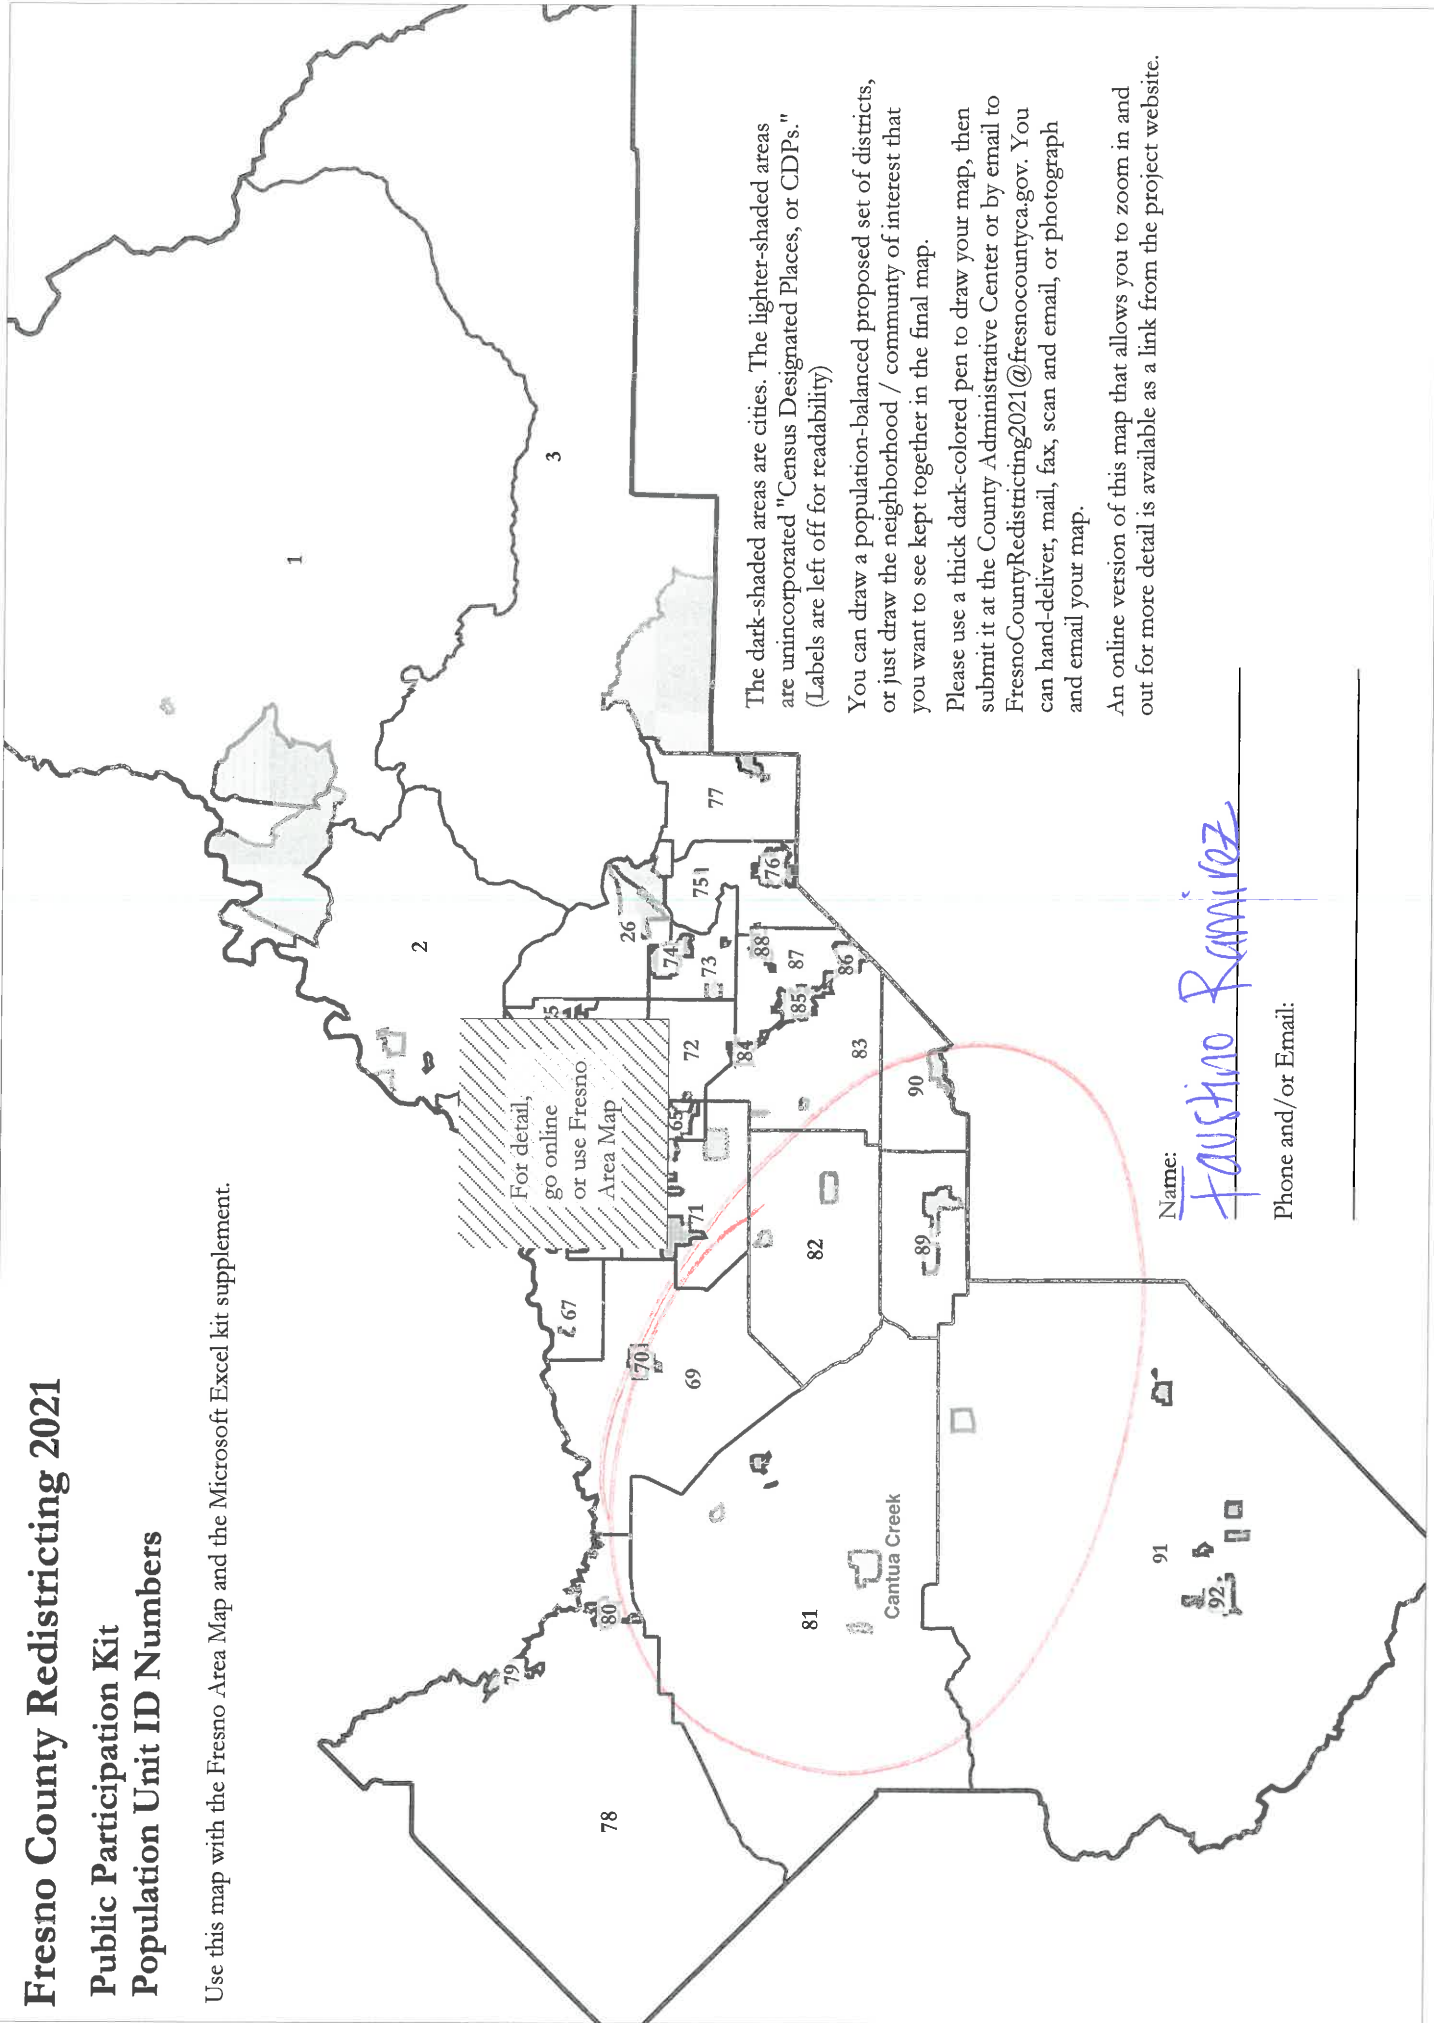 Fresno County Redistricting 2021
Public Participation Kit
Population Unit ID Numbers
Use this map with the Fresno Area Map and the Microsoft Excel kit supplement.
1
2
3
For detail,
go online
or use Fresno
Area Map
26
65
67
69
70
71
72
73
74
75
76
77
78
79
80
81
Cantua Creek
82
83
84
85
86
87
88
89
90
91
92
The dark-shaded areas are cities. The lighter-shaded areas
are unincorporated "Census Designated Places, or CDPs."
(Labels are left off for readability)
You can draw a population-balanced proposed set of districts,
or just draw the neighborhood / community of interest that
you want to see kept together in the final map.
Please use a thick dark-colored pen to draw your map, then
submit it at the County Administrative Center or by email to
FresnoCountyRedistricting2021@fresnocountyca.gov. You
can hand-deliver, mail, fax, scan and email, or photograph
and email your map.
An online version of this map that allows you to zoom in and
out for more detail is available as a link from the project website.
Name:
Faustino Ramirez
Phone and/or Email: